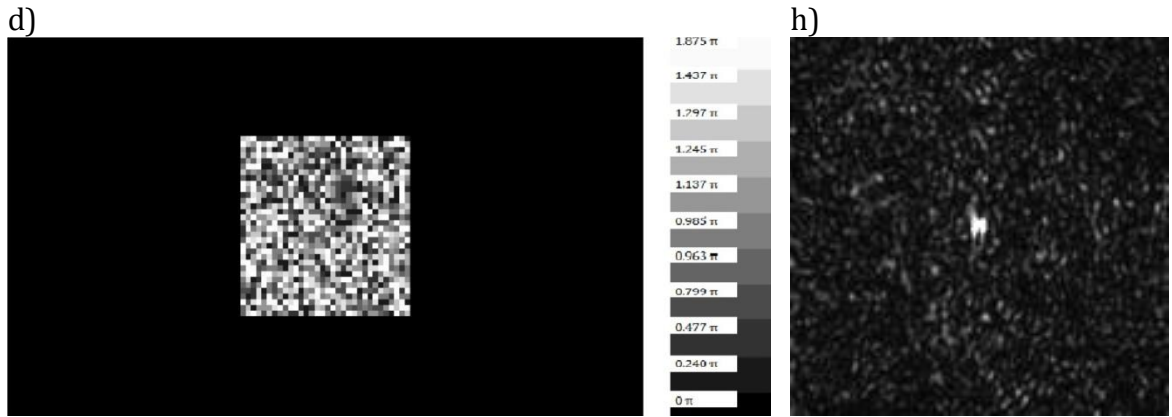 d)
h)
1.875 π
1.437 π
1.297 π
1.245 π
1.137 π
0.985 π
0.963 π
0.799 π
0.477 π
0.240 π
0 π